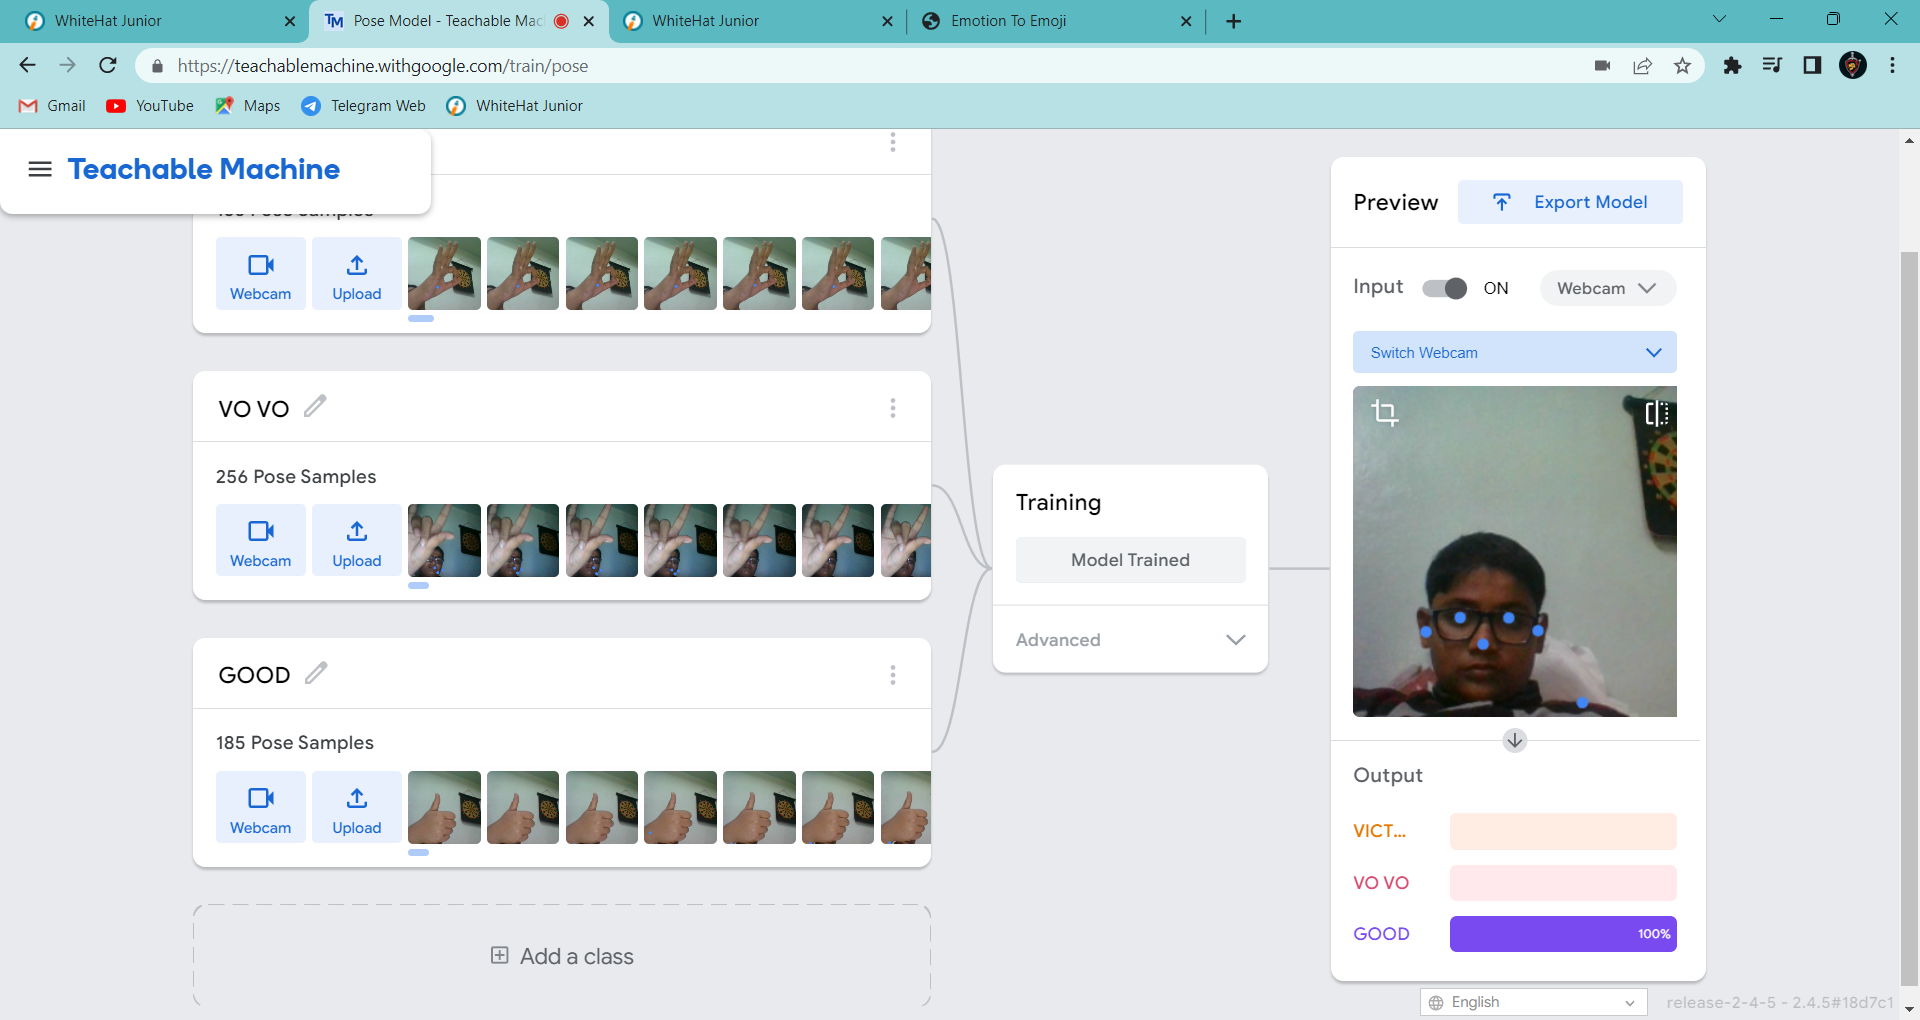 WhiteHat Junior
Pose Model - Teachable Mac
WhiteHat Junior
Emotion To Emoji
https://teachablemachine.withgoogle.com/train/pose
Gmail
YouTube
Maps
Telegram Web
WhiteHat Junior
Teachable Machine
Pose Samples
Webcam
Upload
VO VO
256 Pose Samples
Webcam
Upload
GOOD
185 Pose Samples
Webcam
Upload
Add a class
Training
Model Trained
Advanced
Preview
Export Model
Input
ON
Webcam
Switch Webcam
Output
VICT...
VO VO
GOOD
100%
English
release-2-4-5 - 2.4.5#18d7c1